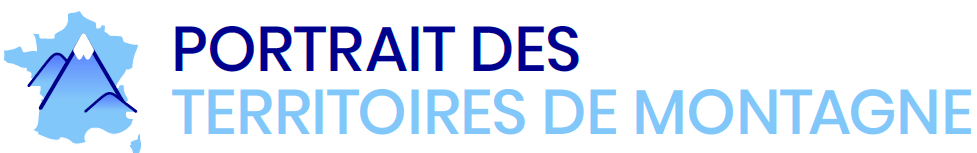 PORTRAIT DES
TERRITOIRES DE MONTAGNE